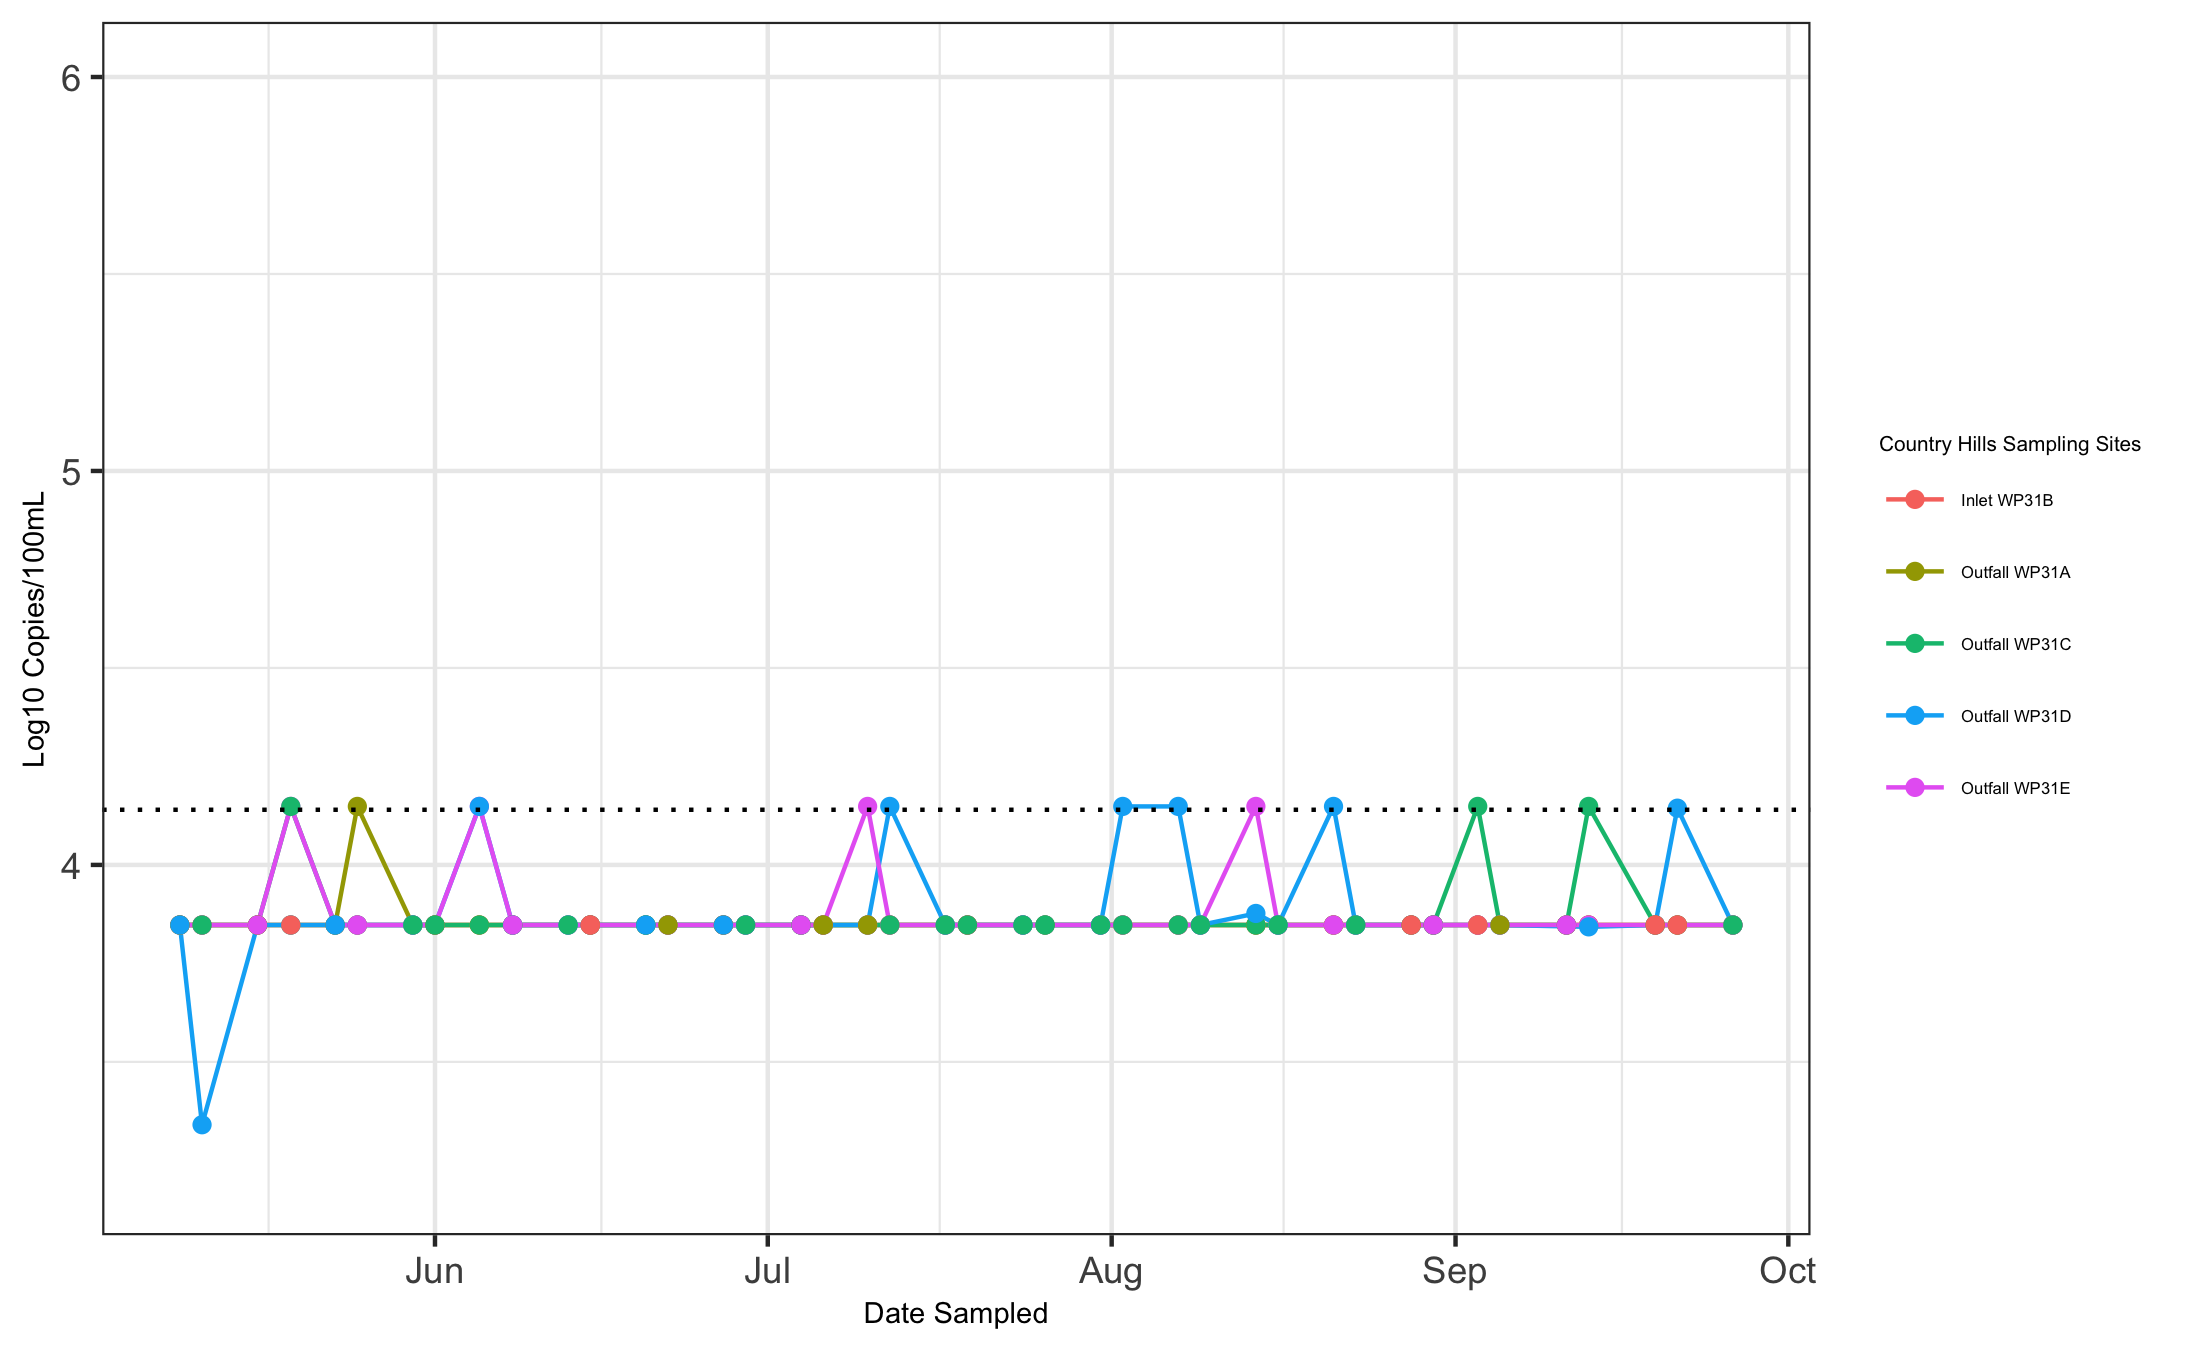 6
5
4
Log10 Copies/100mL
Jun
Jul
Aug
Sep
Oct
Date Sampled
Country Hills Sampling Sites
Inlet WP31B
Outfall WP31A
Outfall WP31C
Outfall WP31D
Outfall WP31E